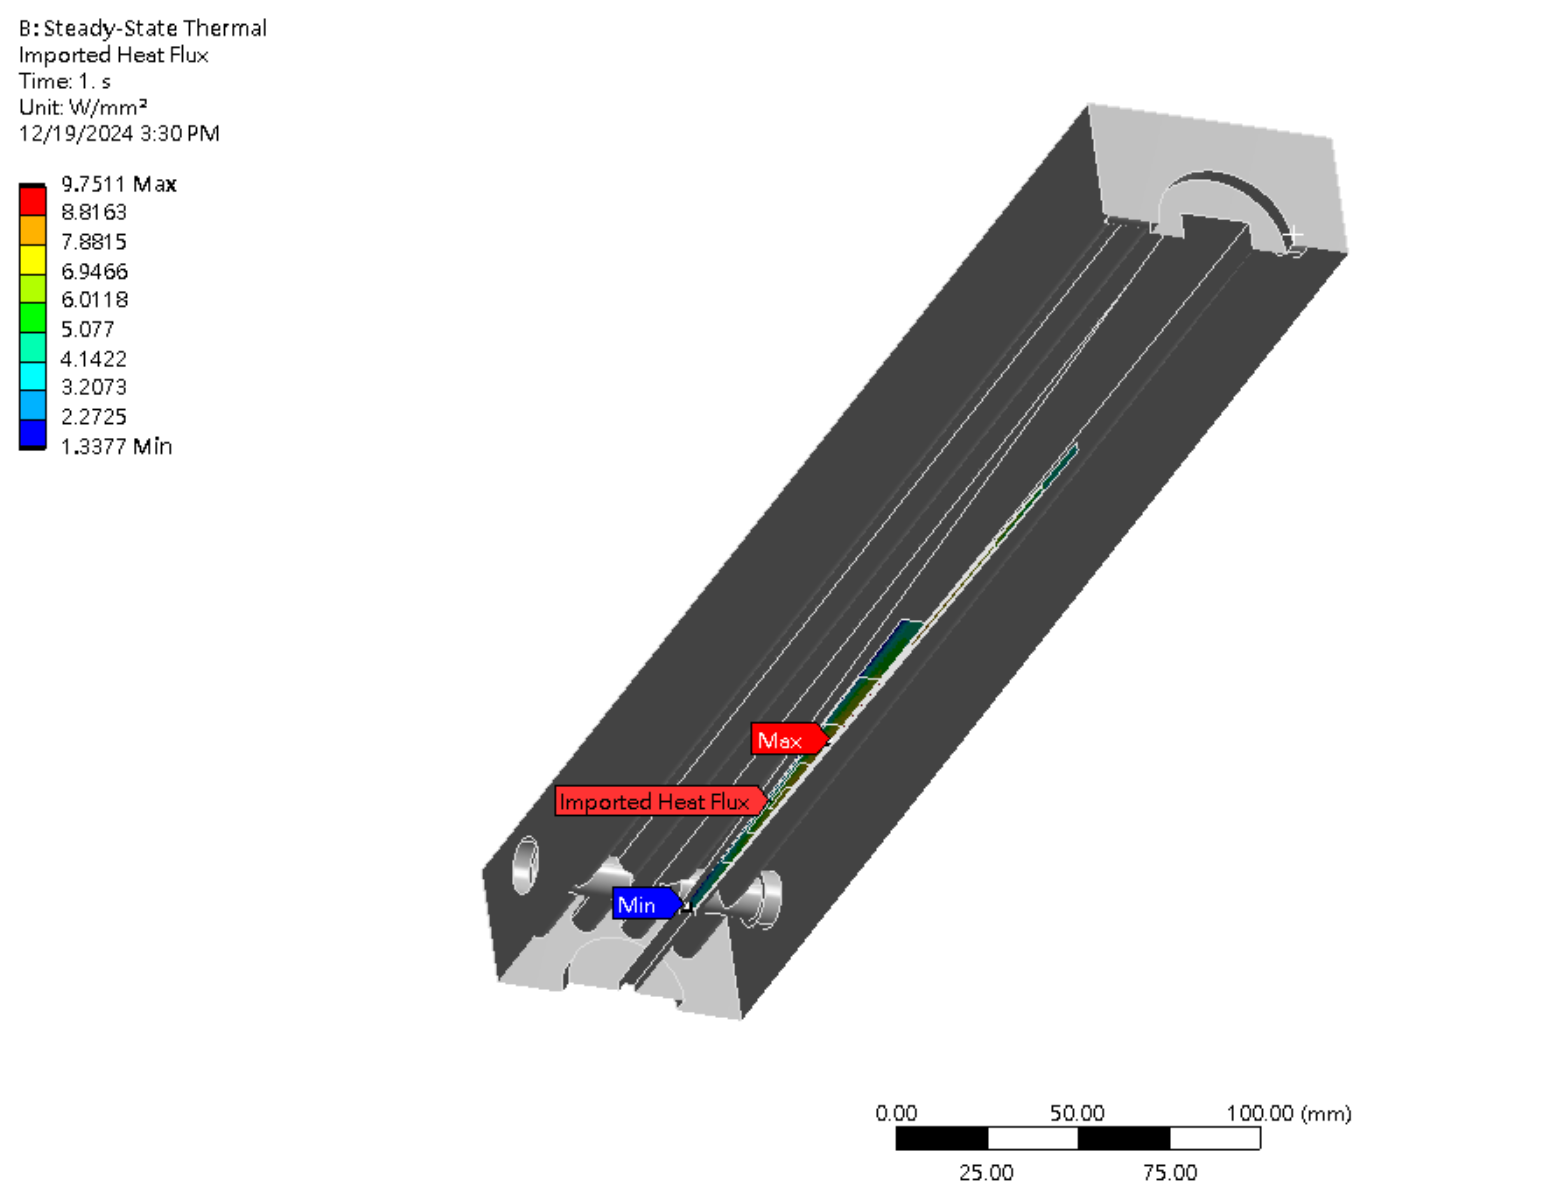 B: Steady-State Thermal
Imported Heat Flux
Time: 1. s
Unit: W/mm²
12/19/2024 3:30 PM
9.7511 Max
8.8163
7.8815
6.9466
6.0118
5.077
4.1422
3.2073
2.2725
1.3377 Min
Max
Imported Heat Flux
Min
0.00 50.00 100.00 (mm)
25.00 75.00